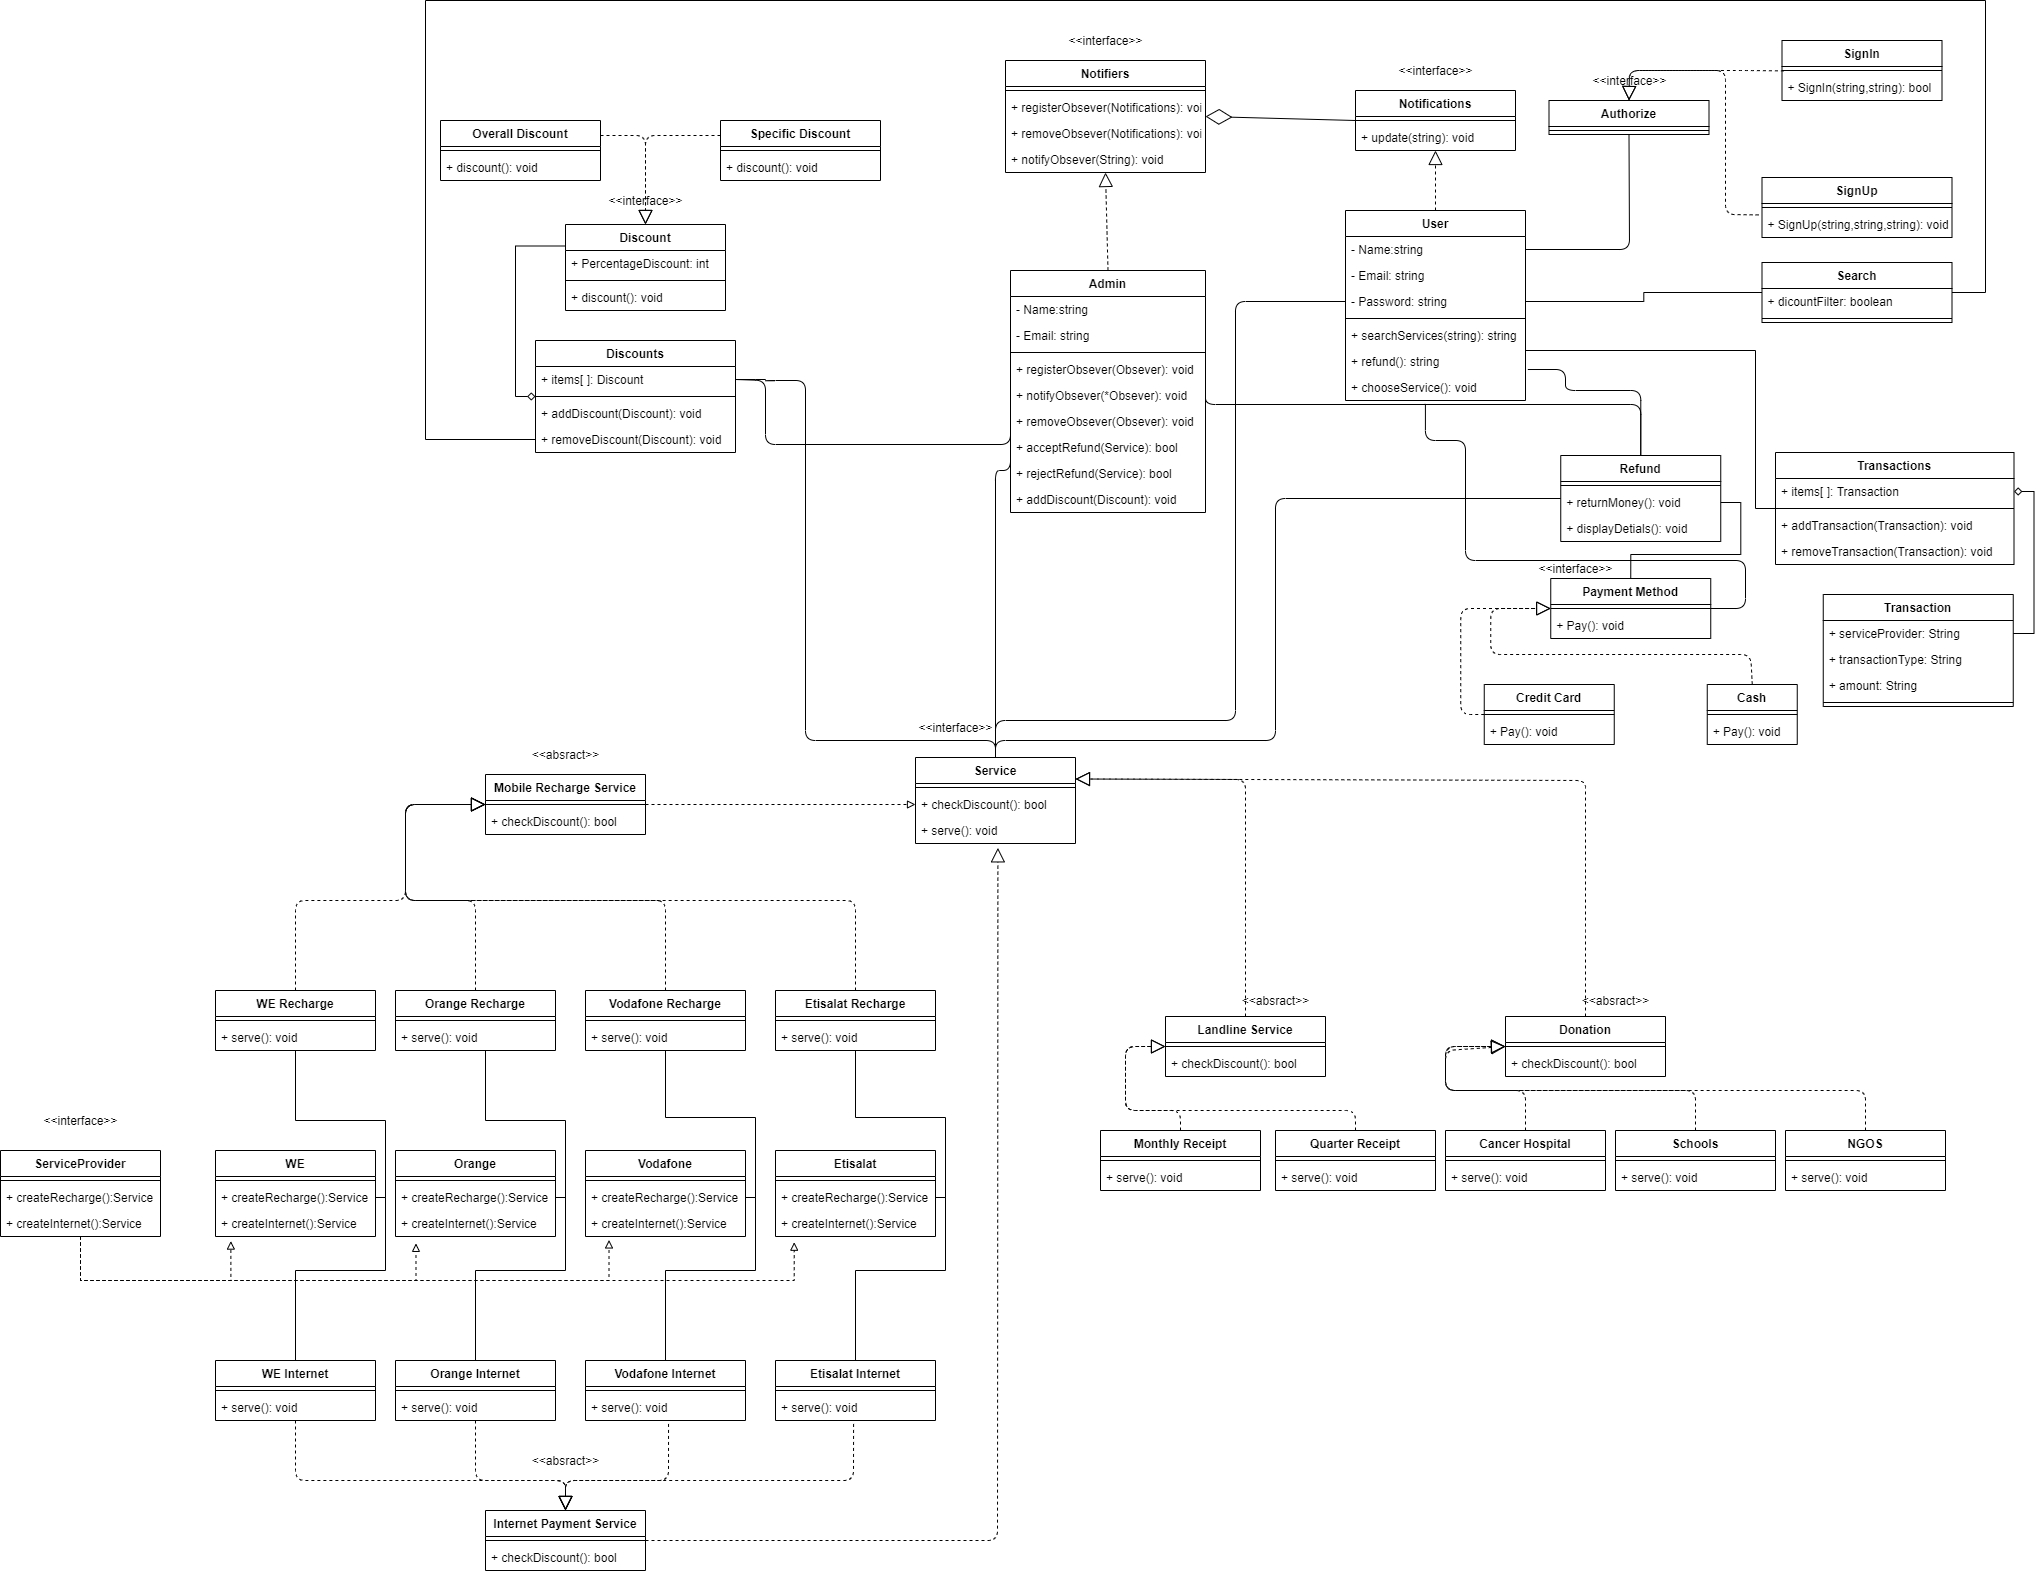 <<interface>>
Notifiers
+ registerObsever(Notifications): voi
+ removeObsever(Notifications): voi
+ notifyObsever(String): void
<<interface>>
Notifications
+ update(string): void
<<interface>>
Authorize
SignIn
+ SignIn(string,string): bool
SignUp
+ SignUp(string,string,string): void
Overall Discount
+ discount(): void
Specific Discount
+ discount(): void
<<interface>>
Discount
+ PercentageDiscount: int
+ discount(): void
Discounts
+ items[ ]: Discount
+ addDiscount(Discount): void
+ removeDiscount(Discount): void
Admin
- Name:string
- Email: string
+ registerObsever(Obsever): void
+ notifyObsever(*Obsever): void
+ removeObsever(Obsever): void
+ acceptRefund(Service): bool
+ rejectRefund(Service): bool
+ addDiscount(Discount): void
User
- Name:string
- Email: string
- Password: string
+ searchServices(string): string
+ refund(): string
+ chooseService(): void
Search
+ dicountFilter: boolean
Refund
+ returnMoney(): void
+ displayDetials(): void
Transactions
+ items[ ]: Transaction
+ addTransaction(Transaction): void
+ removeTransaction(Transaction): void
<<interface>>
Payment Method
+ Pay(): void
Transaction
+ serviceProvider: String
+ transactionType: String
+ amount: String
Credit Card
+ Pay(): void
Cash
+ Pay(): void
<<interface>>
Service
+ checkDiscount(): bool
+ serve(): void
<<absract>>
Mobile Recharge Service
+ checkDiscount(): bool
WE Recharge
+ serve(): void
Orange Recharge
+ serve(): void
Vodafone Recharge
+ serve(): void
Etisalat Recharge
+ serve(): void
<<absract>>
Landline Service
+ checkDiscount(): bool
<<absract>>
Donation
+ checkDiscount(): bool
Monthly Receipt
+ serve(): void
Quarter Receipt
+ serve(): void
Cancer Hospital
+ serve(): void
Schools
+ serve(): void
NGOS
+ serve(): void
<<interface>>
ServiceProvider
+ createRecharge():Service
+ createInternet():Service
WE
+ createRecharge():Service
+ createInternet():Service
Orange
+ createRecharge():Service
+ createInternet():Service
Vodafone
+ createRecharge():Service
+ createInternet():Service
Etisalat
+ createRecharge():Service
+ createInternet():Service
WE Internet
+ serve(): void
Orange Internet
+ serve(): void
Vodafone Internet
+ serve(): void
Etisalat Internet
+ serve(): void
<<absract>>
Internet Payment Service
+ checkDiscount(): bool